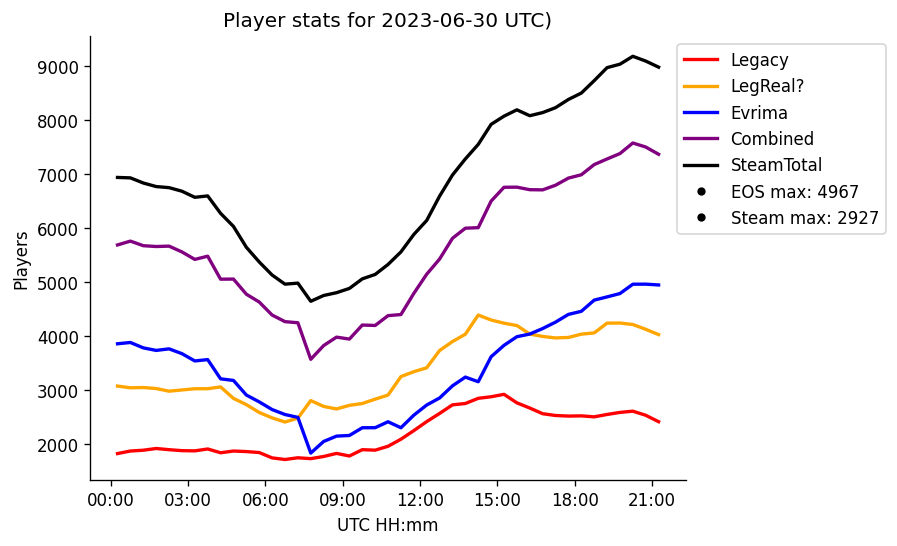 Player stats for 2023-06-30 UTC)
Players
9000
8000
7000
6000
5000
4000
3000
2000
00:00 03:00 06:00 09:00 12:00 15:00 18:00 21:00
UTC HH:mm
Legacy
LegReal?
Evrima
Combined
SteamTotal
EOS max: 4967
Steam max: 2927